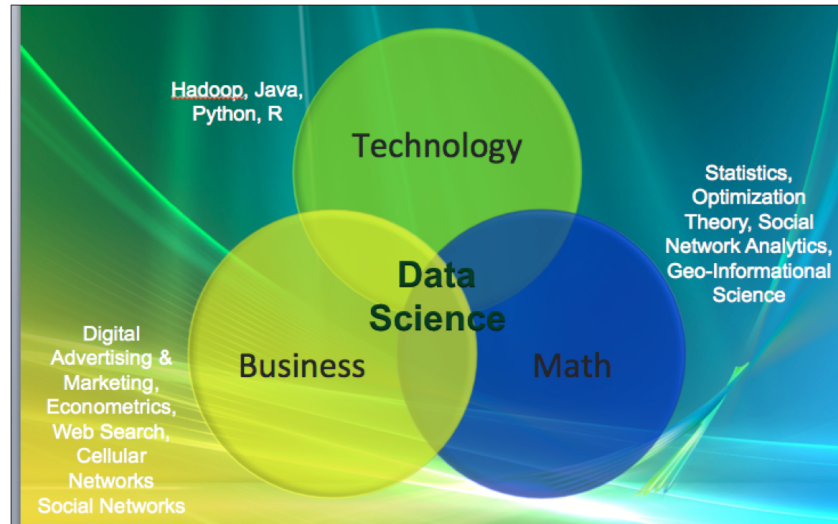 Hadoop, Java,
Python, R
Technology
Statistics,
Optimization
Theory, Social
Network Analytics,
Geo-Informational
Science
Data
Science
Business
Math
Digital
Advertising &
Marketing,
Econometrics,
Web Search,
Cellular
Networks
Social Networks